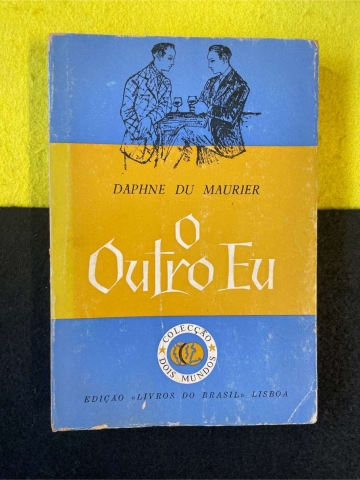 DAPHNE DU MAURIER
O
Outro Eu
COLECÇÃO
DOIS MUNDOS
EDIÇÃO «LIVROS DO BRASIL» LISBOA